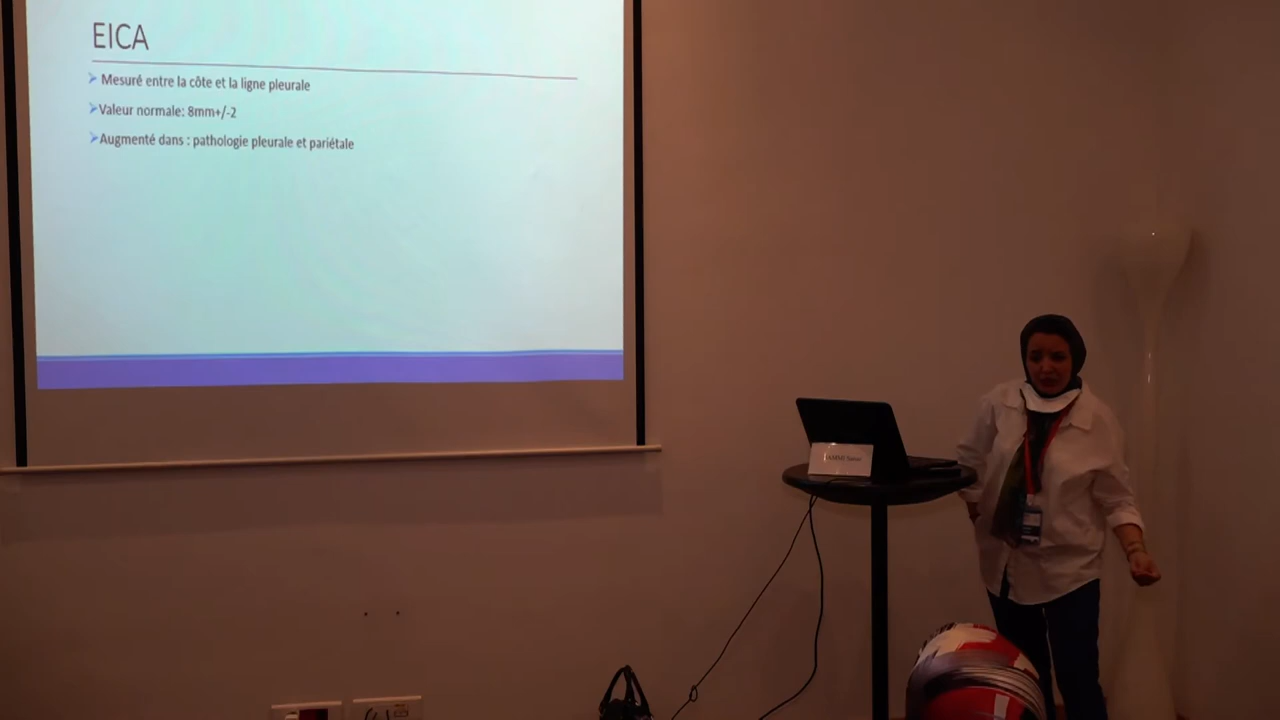 EICA
Mesuré entre la côte et la ligne pleurale
Valeur normale: 8mm+/-2
Augmenté dans : pathologie pleurale et pariétale